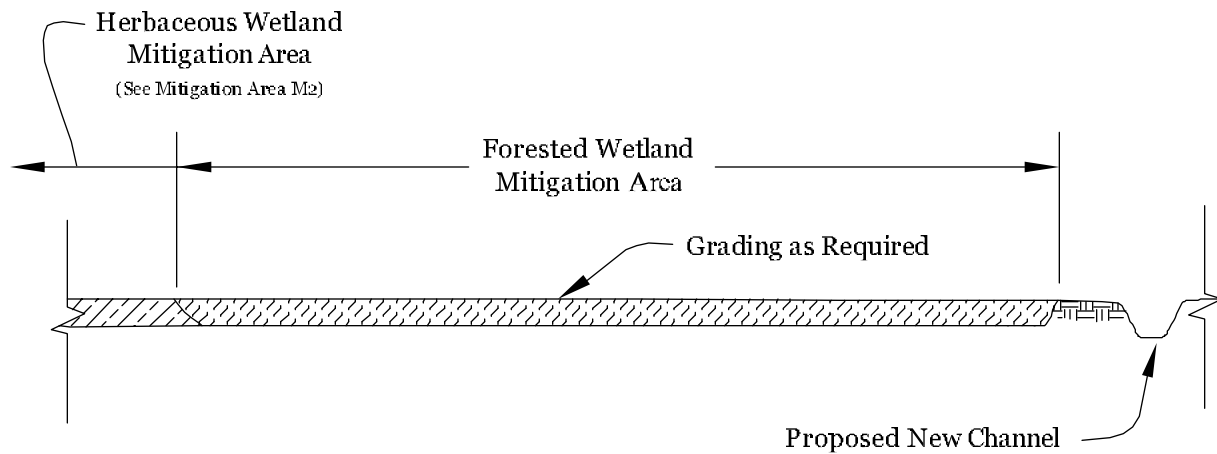 Herbaceous Wetland
Mitigation Area
(See Mitigation Area M2)
Forested Wetland
Mitigation Area
Grading as Required
Proposed New Channel